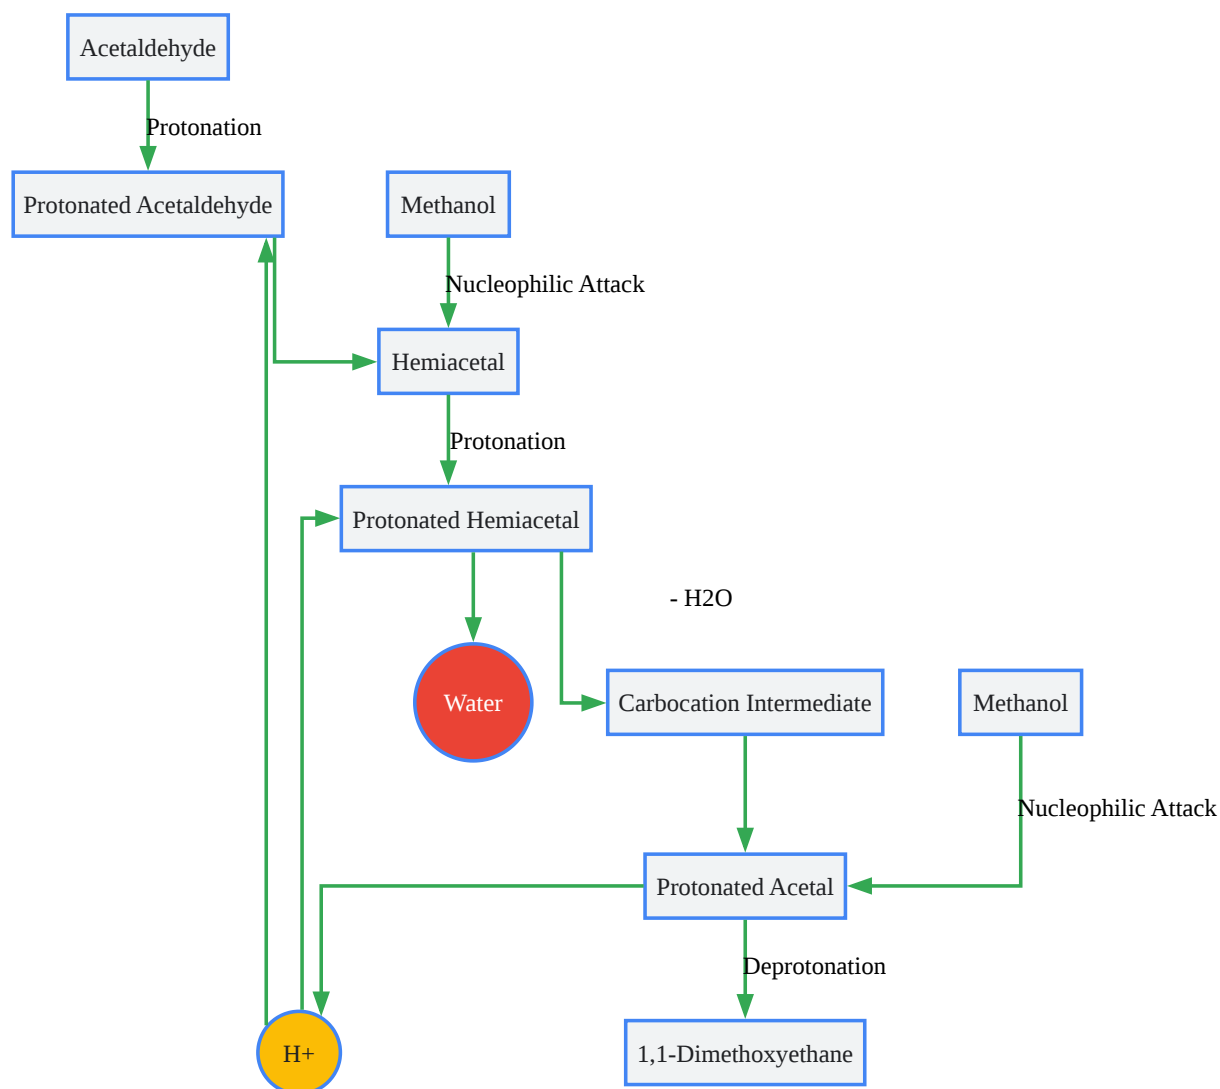 Acetaldehyde
Protonation
Protonated Acetaldehyde
Methanol
Nucleophilic Attack
Hemiacetal
Protonation
Protonated Hemiacetal
- H2O
Water
Carbocation Intermediate
Methanol
Nucleophilic Attack
Protonated Acetal
Deprotonation
H+
1,1-Dimethoxyethane